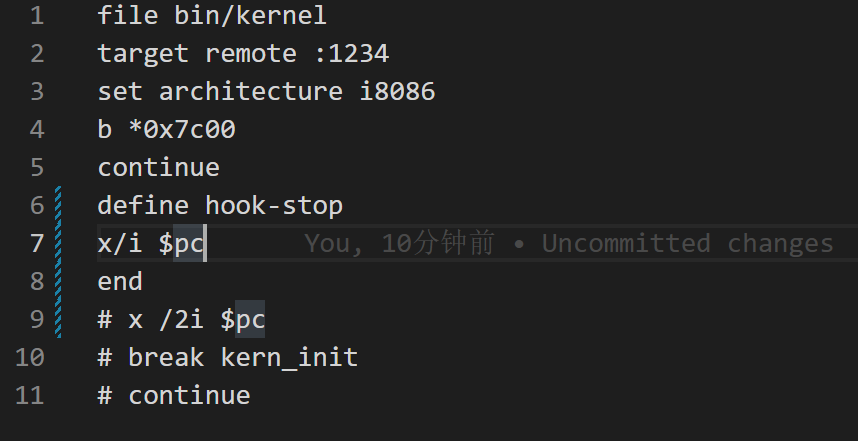 1 file bin/kernel
2 target remote :1234
3 set architecture i8086
4 b *0x7c00
5 continue
6 define hook-stop
7 x/i $pc You, 10分钟前 • Uncommitted changes
8 end
9 # x /2i $pc
10 # break kern_init
11 # continue